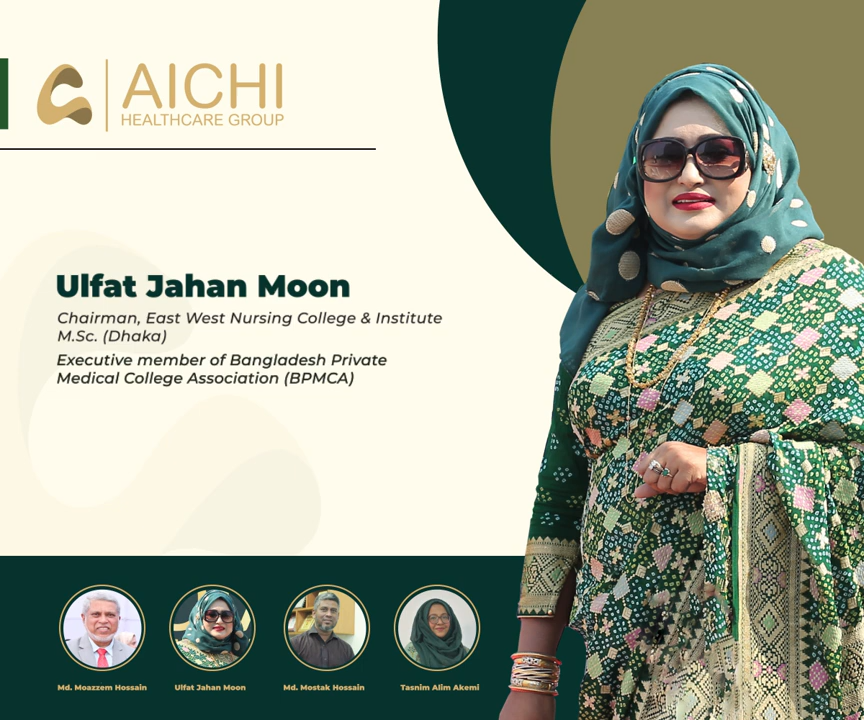 AICHI
HEALTHCARE GROUP
Ulfat Jahan Moon
Chairman, East West Nursing College & Institute
M.Sc. (Dhaka)
Executive member of Bangladesh Private
Medical College Association (BPMCA)
Md. Moazzem Hossain
Ulfat Jahan Moon
Md. Mostak Hossain
Tasnim Alim Akemi